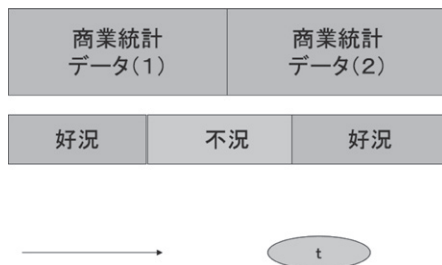 商業統計
データ(1)
商業統計
データ(2)
好況
不況
好況
t